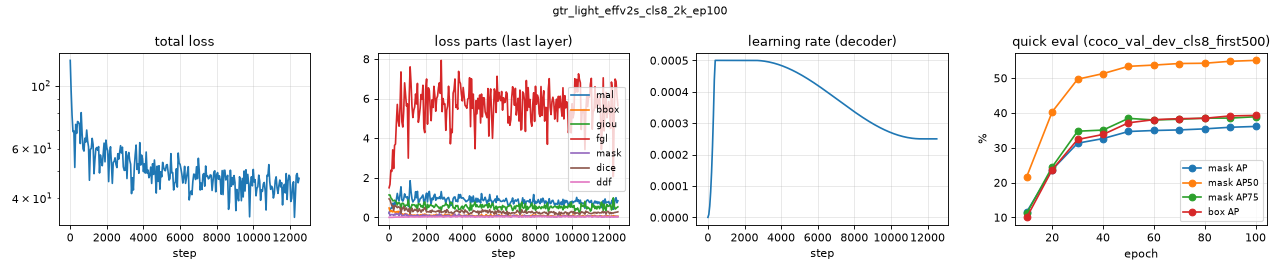 gtr_light_effv2s_cls8_2k_ep100
total loss
10²
6 × 10¹
4 × 10¹
0 2000 4000 6000 8000 10000 12000
step
loss parts (last layer)
8
6
4
2
0
mal
bbox
giou
fgl
mask
dice
ddf
0 2000 4000 6000 8000 10000 12000
step
learning rate (decoder)
0.0005
0.0004
0.0003
0.0002
0.0001
0.0000
0 2000 4000 6000 8000 10000 12000
step
quick eval (coco_val_dev_cls8_first500)
%
50
40
30
20
10
mask AP
mask AP50
mask AP75
box AP
20 40 60 80 100
epoch